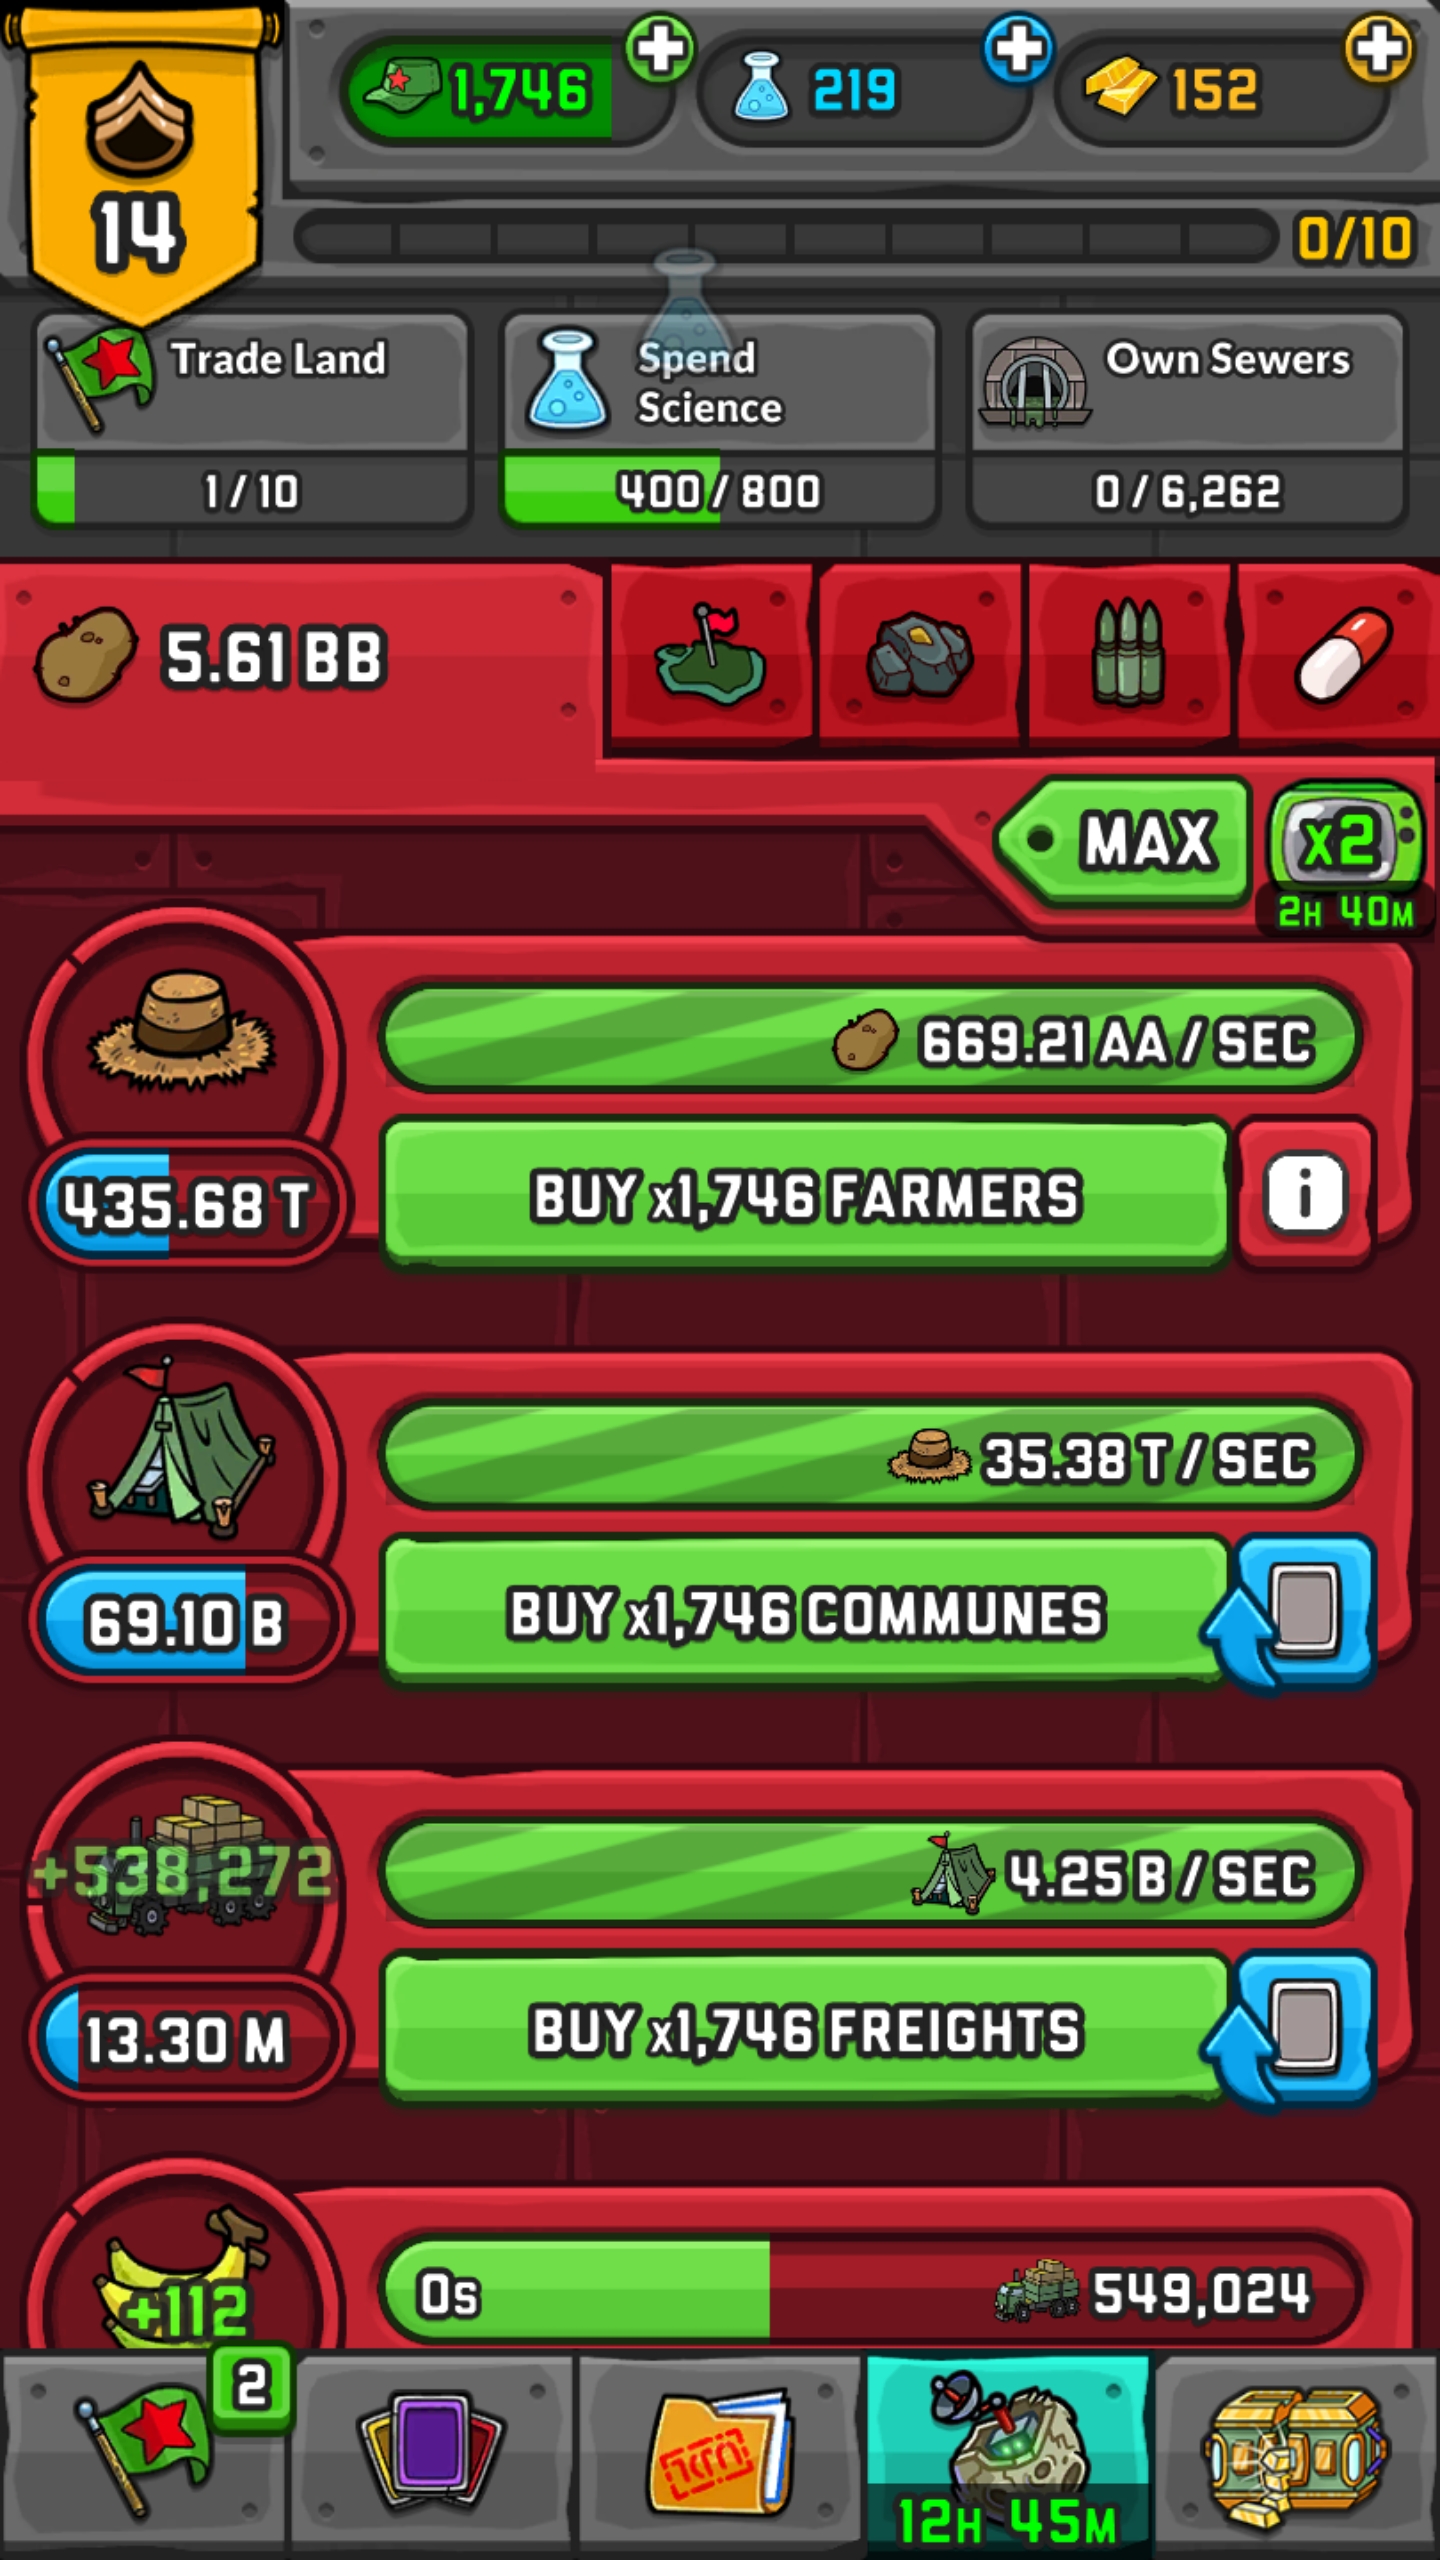 1,746
219
152
14
0/10
Trade Land
Spend
Science
Own Sewers
1 / 10
400 / 800
0 / 6,262
5.61 BB
MAX
x2
2H 40M
669.21 AA / SEC
435.68 T
BUY x1,746 FARMERS
i
35.38 T / SEC
69.10 B
BUY x1,746 COMMUNES
+538,272
4.25 B / SEC
13.30 M
BUY x1,746 FREIGHTS
+112
0s
549,024
2
12H 45M